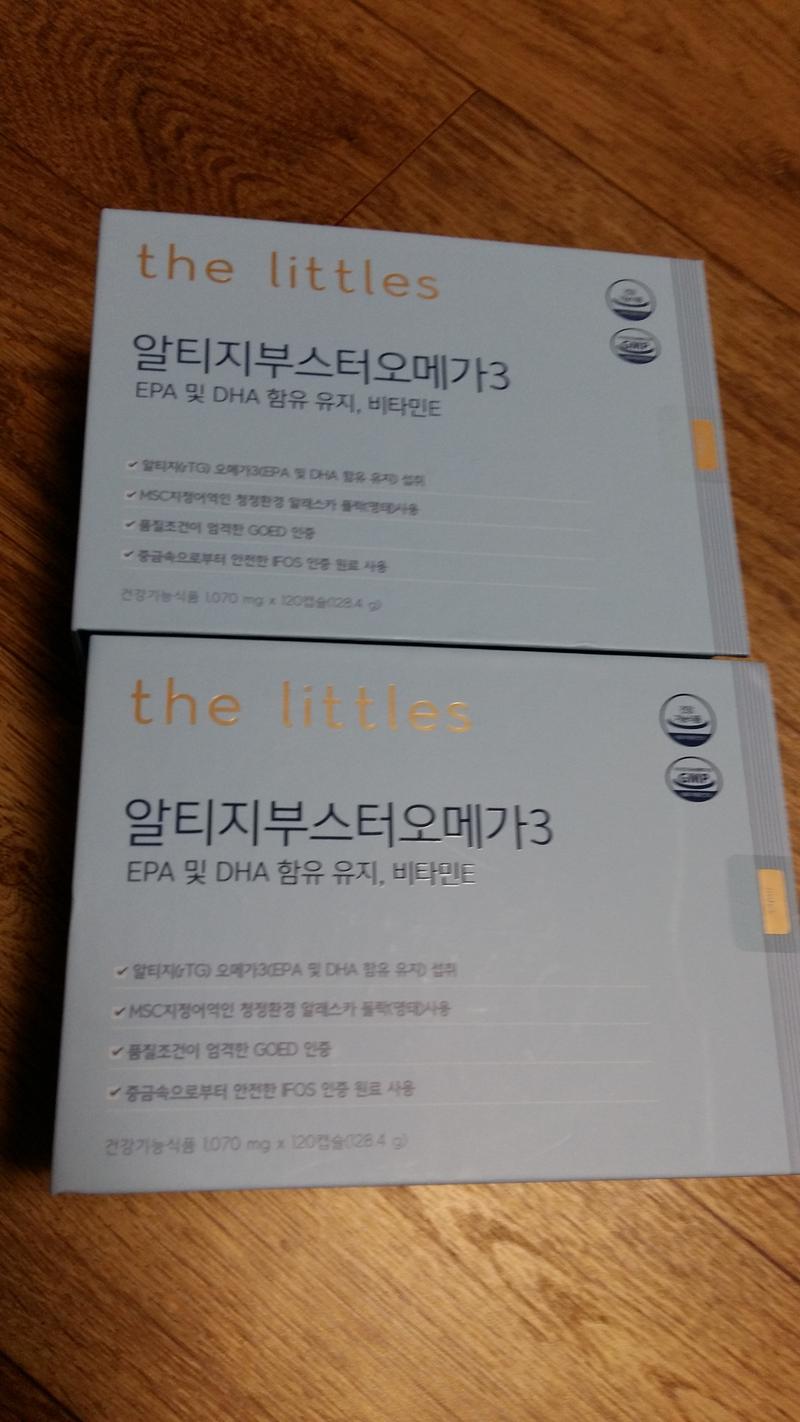 the littles
알티지부스터오메가3
EPA 및 DHA 함유 유지, 비타민E
알티지(rTG) 오메가3(EPA 및 DHA 함유 유지) 섭취
MSC지정어역인 청정환경 알래스카 폴락(명태)사용
품질조건이 엄격한 GOED 인증
중금속으로부터 안전한 IFOS 인증 원료 사용
건강기능식품 1,070 mg x 120캡슐(128.4 g)
GMP
the littles
알티지부스터오메가3
EPA 및 DHA 함유 유지, 비타민E
알티지(rTG) 오메가3(EPA 및 DHA 함유 유지) 섭취
MSC지정어역인 청정환경 알래스카 폴락(명태)사용
품질조건이 엄격한 GOED 인증
중금속으로부터 안전한 IFOS 인증 원료 사용
건강기능식품 1,070 mg x 120캡슐(128.4 g)
건강
기능식품
GMP